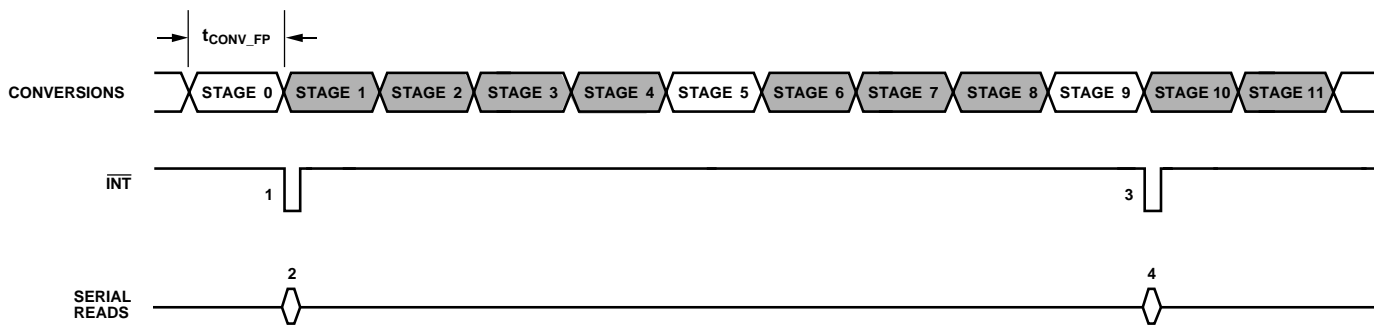 tCONV_FP
CONVERSIONS
STAGE 0 STAGE 1 STAGE 2 STAGE 3 STAGE 4 STAGE 5 STAGE 6 STAGE 7 STAGE 8 STAGE 9 STAGE 10 STAGE 11
INT
1 3
2 4
SERIAL
READS